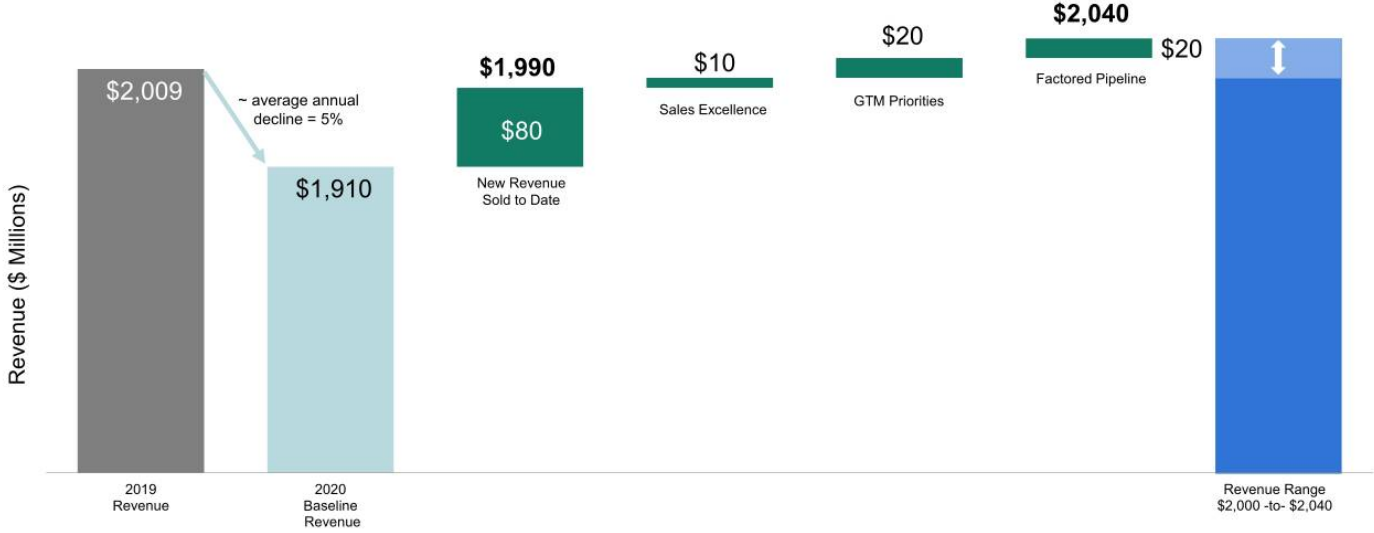 Revenue ($ Millions)
$2,009
~ average annual
decline = 5%
$1,910
$1,990
$80
New Revenue
Sold to Date
$10
Sales Excellence
$20
GTM Priorities
$2,040
$20
Factored Pipeline
2019
Revenue
2020
Baseline
Revenue
Revenue Range
$2,000 -to- $2,040